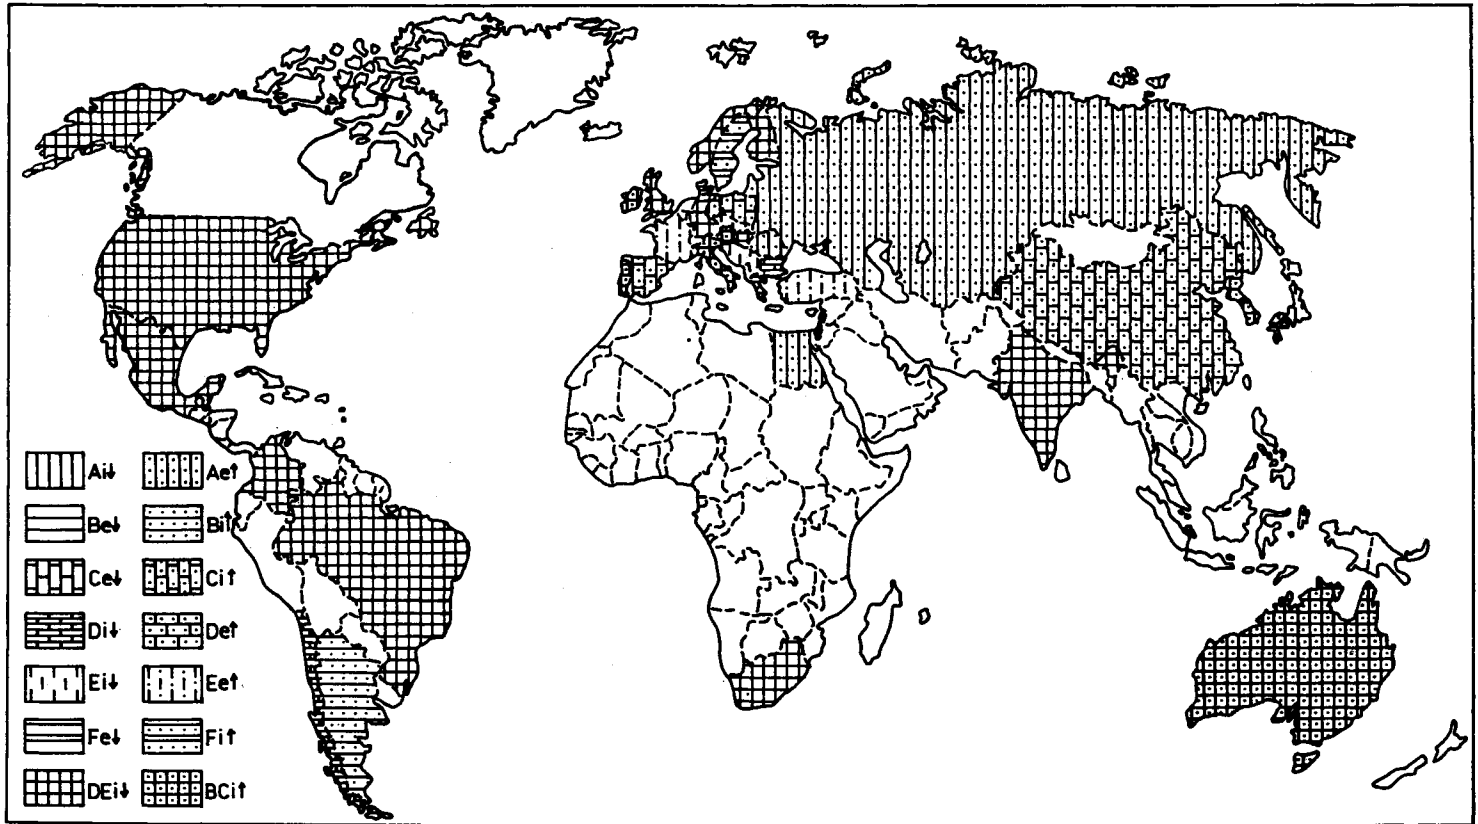 Ai↓ Ae↑
Be↓ Bi↑
Ce↓ Ci↑
Di↓ De↑
Ei↓ Ee↑
Fe↓ Fi↑
DEi↓ BCi↑